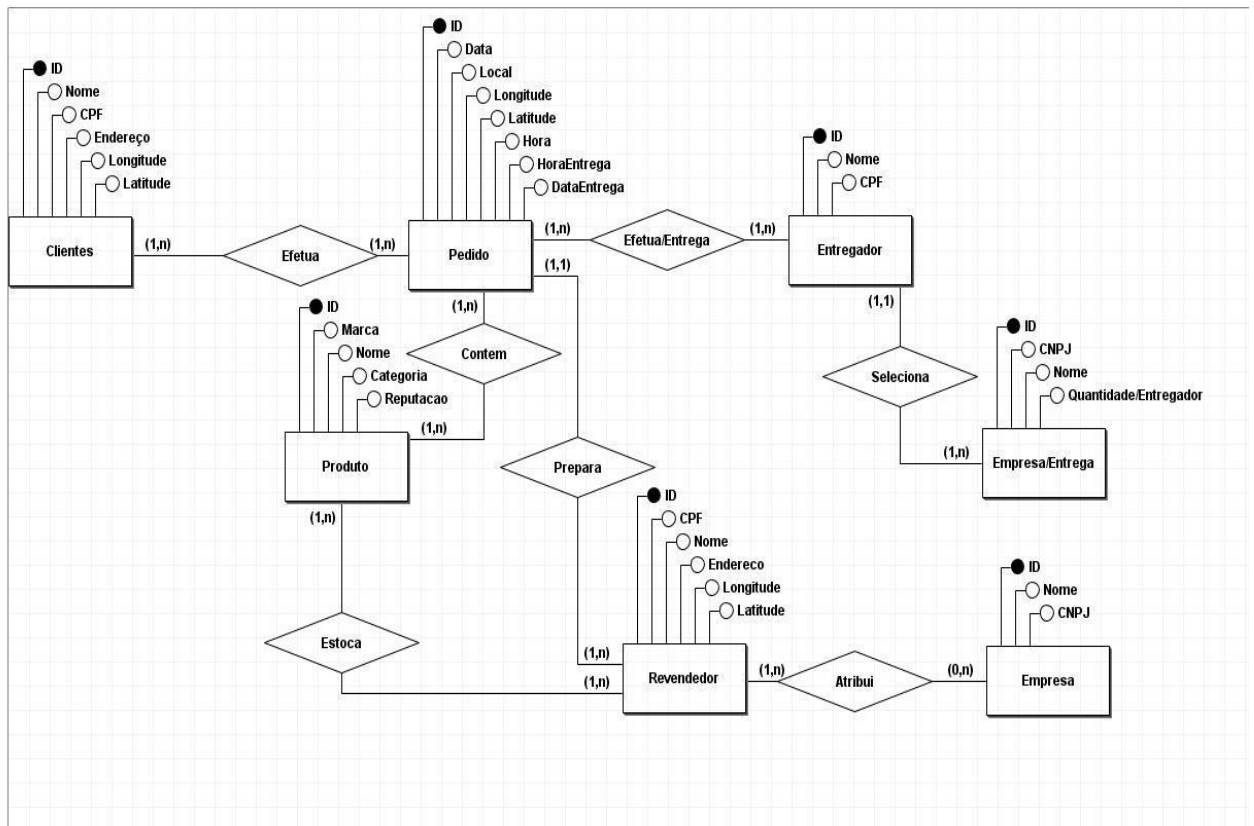 ID
Data
Local
Longitude
Latitude
Hora
HoraEntrega
DataEntrega
ID
Nome
CPF
Endereço
Longitude
Latitude
ID
Nome
CPF
Clientes
(1,n)
Efetua
(1,n)
Pedido
(1,n)
Efetua/Entrega
(1,n)
Entregador
(1,1)
(1,n)
(1,1)
ID
Marca
Nome
Categoria
Reputacao
Contem
(1,n)
Produto
(1,n)
Seleciona
ID
CNPJ
Nome
Quantidade/Entregador
(1,n)
Empresa/Entrega
Prepara
ID
CPF
Nome
Endereco
Longitude
Latitude
ID
Nome
CNPJ
Estoca
(1,n)
(1,n)
Revendedor
(1,n)
Atribui
(0,n)
Empresa